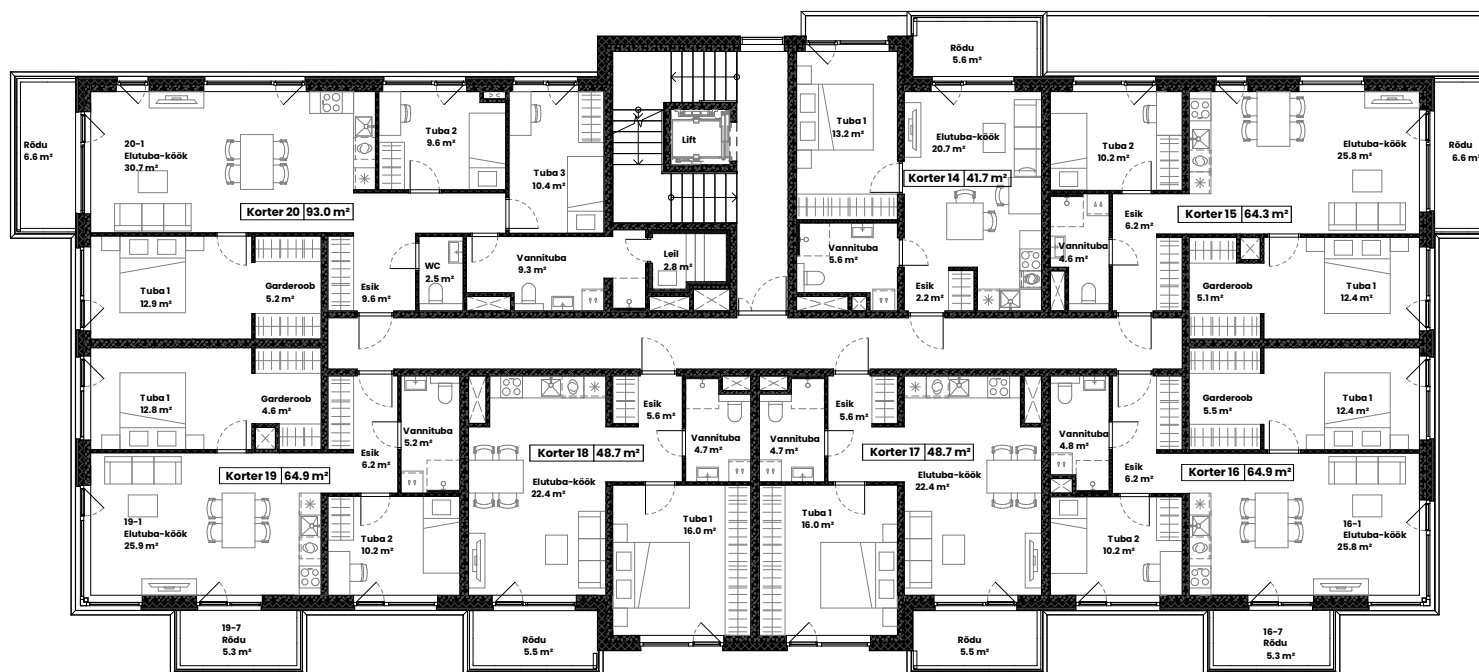 Rõdu
6.6 m²
20-1
Elutuba-köök
30.7 m²
Tuba 2
9.6 m²
Tuba 3
10.4 m²
Korter 20 93.0 m²
Lift
Tuba 1
13.2 m²
Rõdu
5.6 m²
Elutuba-köök
20.7 m²
Korter 14 41.7 m²
Tuba 2
10.2 m²
Elutuba-köök
25.8 m²
Rõdu
6.6 m²
Korter 15 64.3 m²
Tuba 1
12.9 m²
Garderoob
5.2 m²
Esik
9.6 m²
WC
2.5 m²
Vannituba
9.3 m²
Leil
2.8 m²
Vannituba
5.6 m²
Esik
2.2 m²
Vannituba
4.6 m²
Esik
6.2 m²
Garderoob
5.1 m²
Tuba 1
12.4 m²
Tuba 1
12.8 m²
Garderoob
4.6 m²
Esik
6.2 m²
Vannituba
5.2 m²
Korter 19 64.9 m²
19-1
Elutuba-köök
25.9 m²
Tuba 2
10.2 m²
19-7
Rõdu
5.3 m²
Esik
5.6 m²
Vannituba
4.7 m²
Korter 18 48.7 m²
Elutuba-köök
22.4 m²
Tuba 1
16.0 m²
Rõdu
5.5 m²
Vannituba
4.7 m²
Esik
5.6 m²
Korter 17 48.7 m²
Elutuba-köök
22.4 m²
Tuba 1
16.0 m²
Rõdu
5.5 m²
Vannituba
4.8 m²
Esik
6.2 m²
Garderoob
5.5 m²
Tuba 1
12.4 m²
Korter 16 64.9 m²
Tuba 2
10.2 m²
16-1
Elutuba-köök
25.8 m²
16-7
Rõdu
5.3 m²